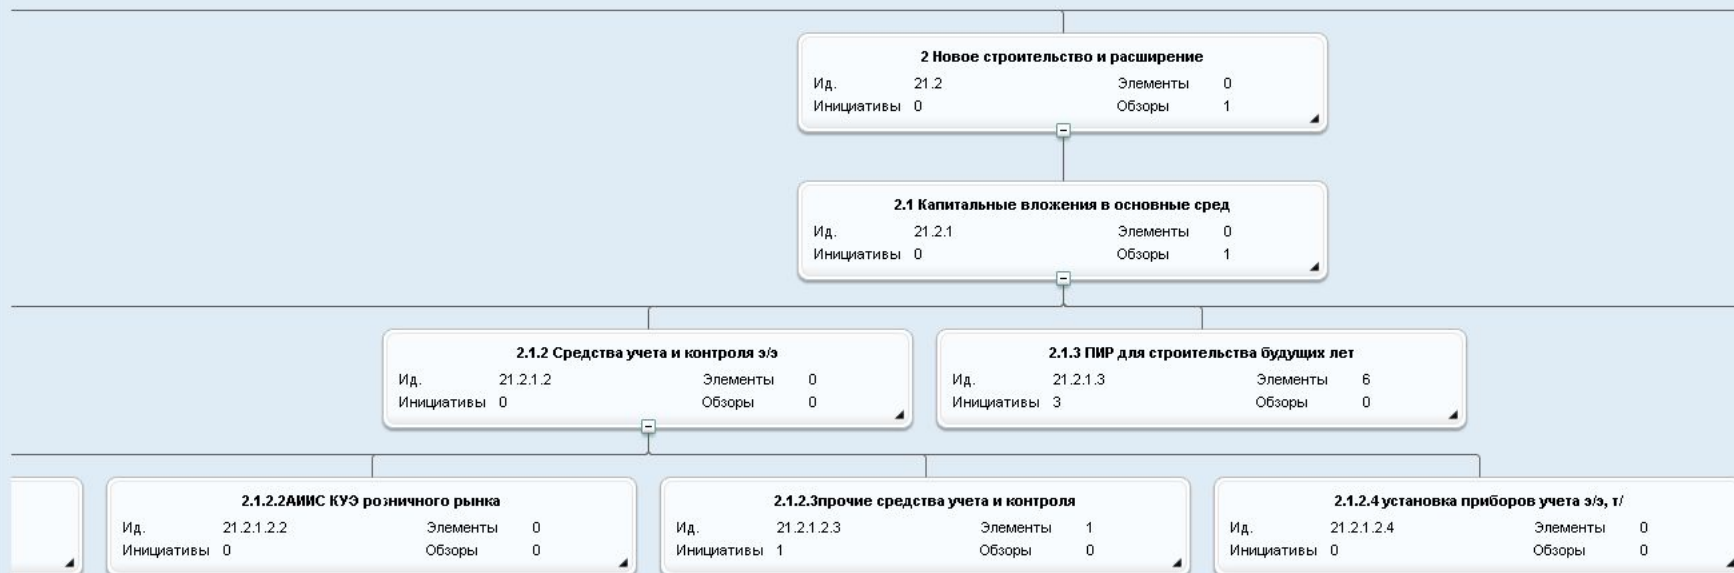 2 Новое строительство и расширение
Ид. 21.2 Элементы 0
Инициативы 0 Обзоры 1
2.1 Капитальные вложения в основные сред
Ид. 21.2.1 Элементы 0
Инициативы 0 Обзоры 1
2.1.2 Средства учета и контроля э/э
Ид. 21.2.1.2 Элементы 0
Инициативы 0 Обзоры 0
2.1.3 ПИР для строительства будущих лет
Ид. 21.2.1.3 Элементы 6
Инициативы 3 Обзоры 0
2.1.2.2АИИС КУЭ розничного рынка
Ид. 21.2.1.2.2 Элементы 0
Инициативы 0 Обзоры 0
2.1.2.3прочие средства учета и контроля
Ид. 21.2.1.2.3 Элементы 1
Инициативы 1 Обзоры 0
2.1.2.4 установка приборов учета э/э, т/
Ид. 21.2.1.2.4 Элементы 0
Инициативы 0 Обзоры 0